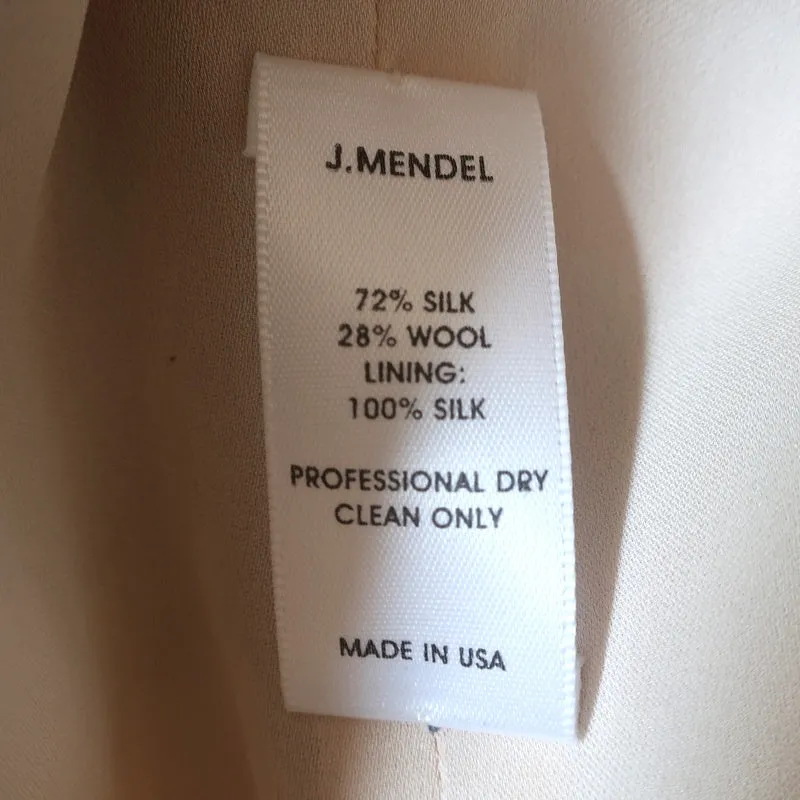 J.MENDEL
72% SILK
28% WOOL
LINING:
100% SILK
PROFESSIONAL DRY
CLEAN ONLY
MADE IN USA